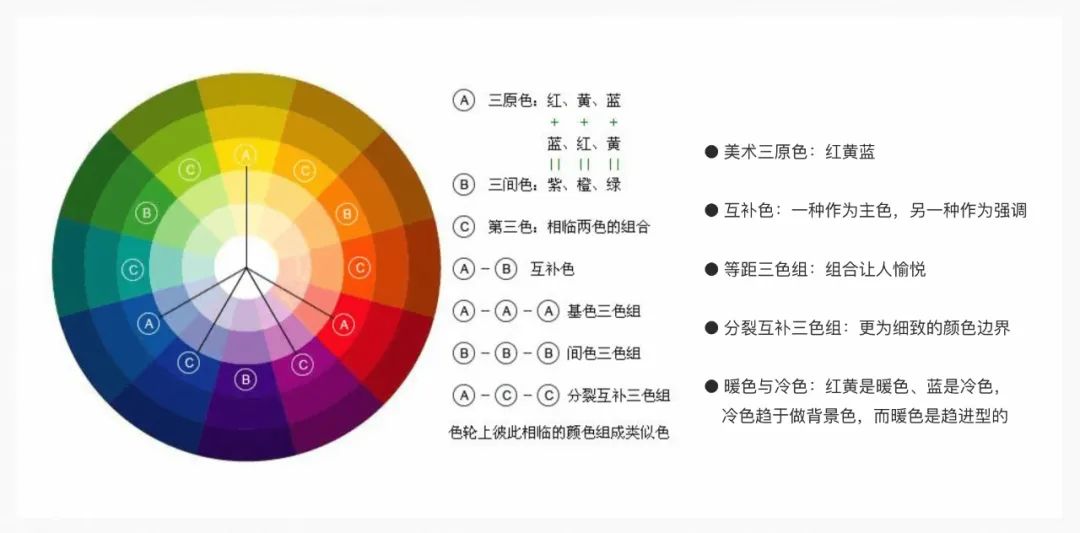 A
C
C
B
B
C
C
A
A
C
C
B
A 三原色：红、黄、蓝
+ + +
蓝、红、黄
|| || ||
B 三间色：紫、橙、绿
C 第三色：相临两色的组合
A - B 互补色
A - A - A 基色三色组
B - B - B 间色三色组
A - C - C 分裂互补三色组
色轮上彼此相临的颜色组成类似色
● 美术三原色：红黄蓝
● 互补色：一种作为主色，另一种作为强调
● 等距三色组：组合让人愉悦
● 分裂互补三色组：更为细致的颜色边界
● 暖色与冷色：红黄是暖色、蓝是冷色，
冷色趋于做背景色，而暖色是趋进型的